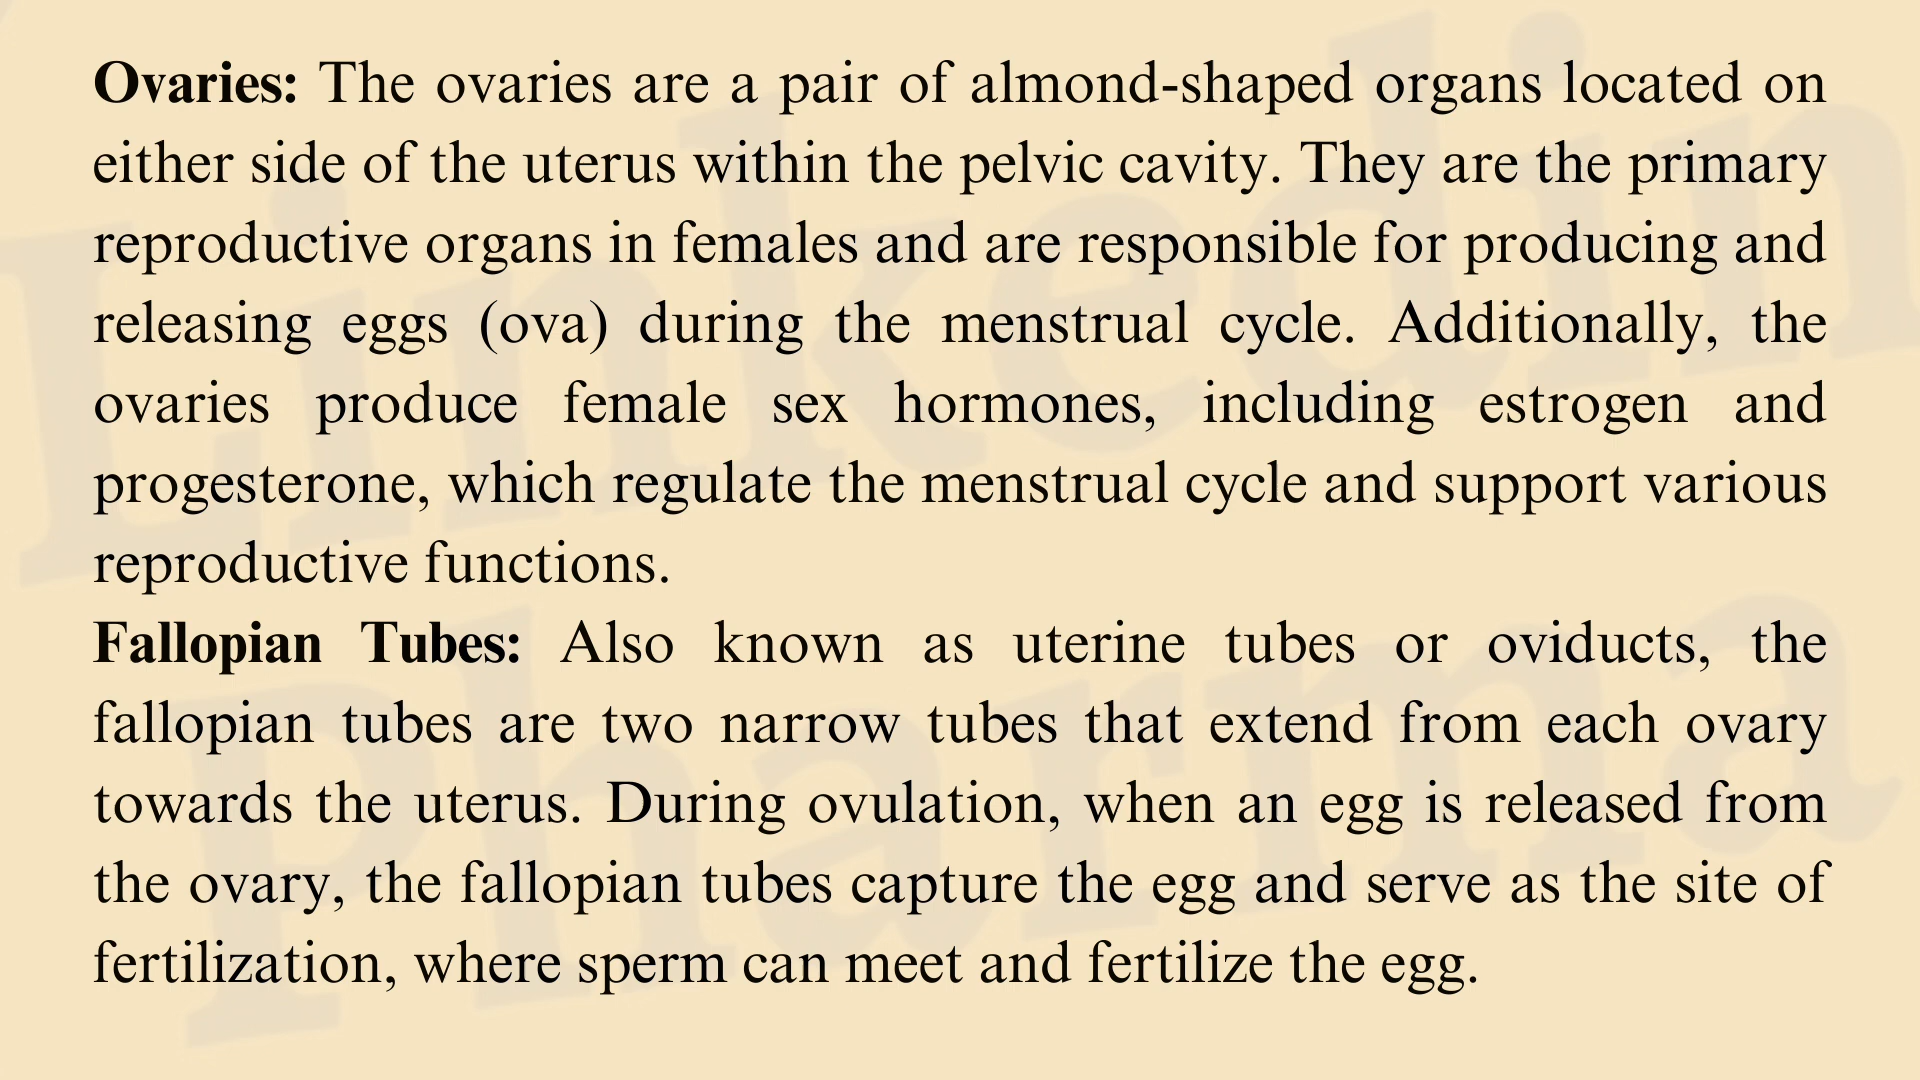 Ovaries: The ovaries are a pair of almond-shaped organs located on
either side of the uterus within the pelvic cavity. They are the primary
reproductive organs in females and are responsible for producing and
releasing eggs (ova) during the menstrual cycle. Additionally, the
ovaries produce female sex hormones, including estrogen and
progesterone, which regulate the menstrual cycle and support various
reproductive functions.
Fallopian Tubes: Also known as uterine tubes or oviducts, the
fallopian tubes are two narrow tubes that extend from each ovary
towards the uterus. During ovulation, when an egg is released from
the ovary, the fallopian tubes capture the egg and serve as the site of
fertilization, where sperm can meet and fertilize the egg.
Linkedin
Pharma